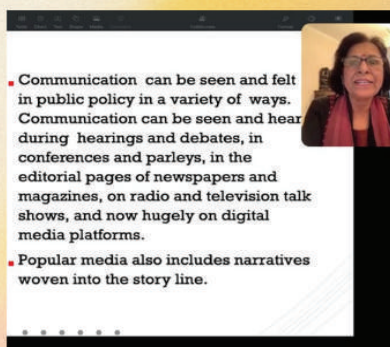 Communication can be seen and felt
in public policy in a variety of ways.
Communication can be seen and hear
during hearings and debates, in
conferences and parleys, in the
editorial pages of newspapers and
magazines, on radio and television talk
shows, and now hugely on digital
media platforms.
Popular media also includes narratives
woven into the story line.